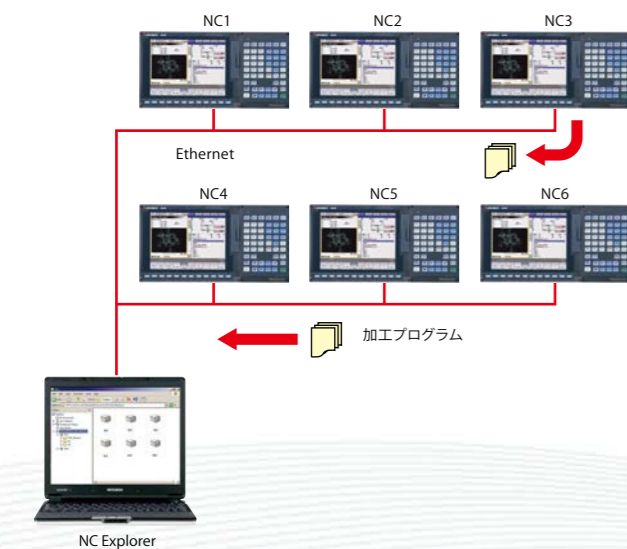 NC1
NC2
NC3
Ethernet
NC4
NC5
NC6
加工プログラム
NC Explorer